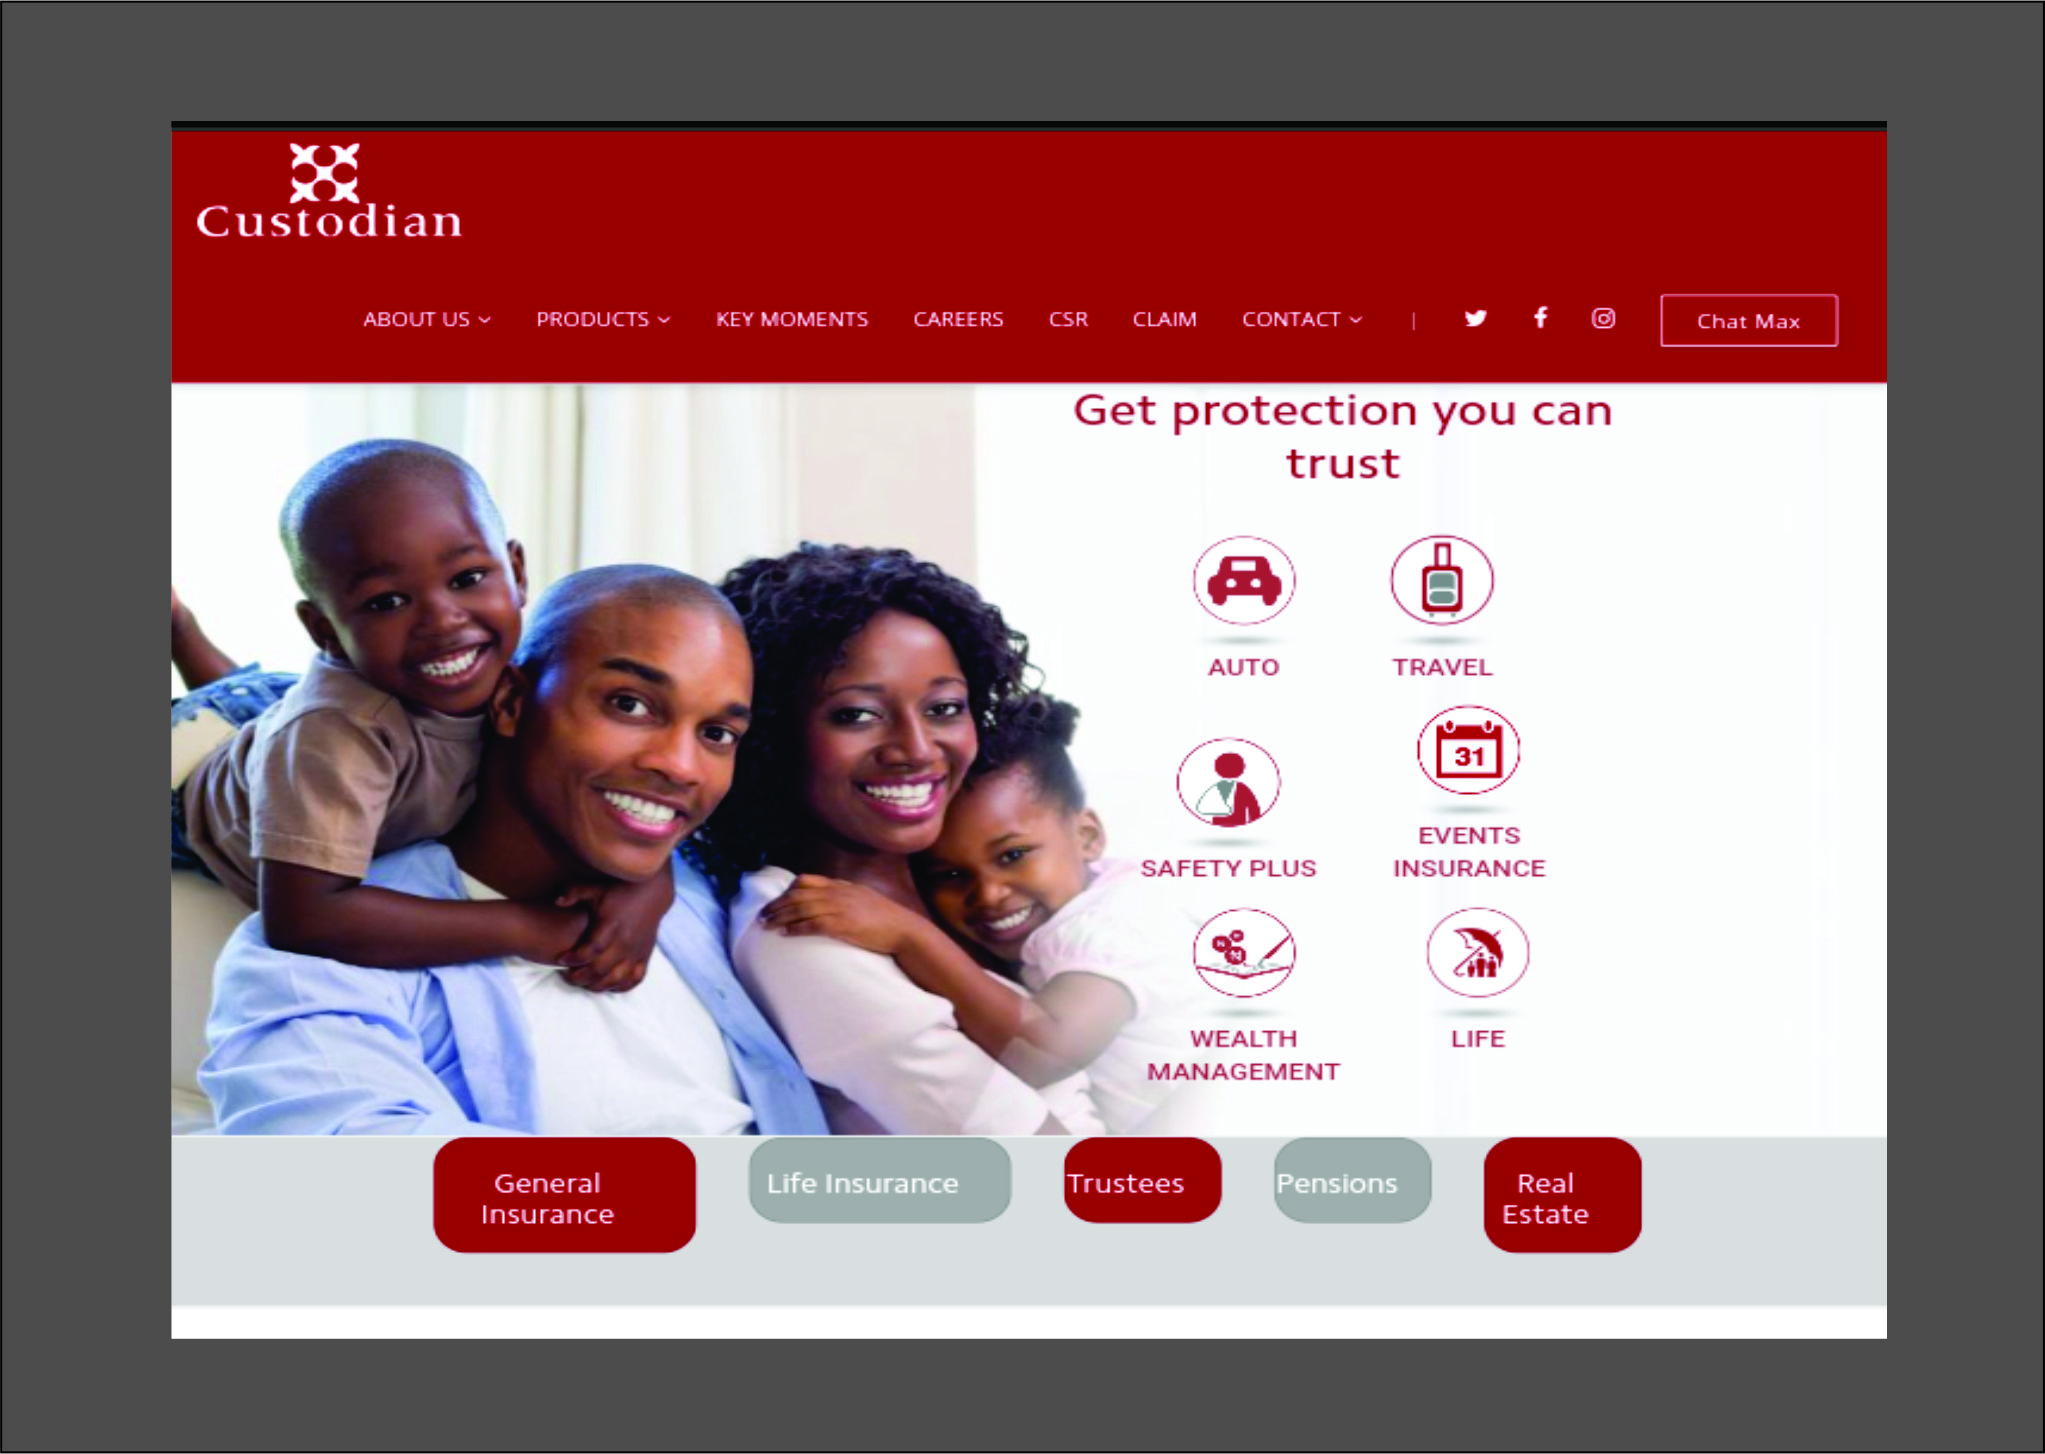 Custodian
ABOUT US PRODUCTS KEY MOMENTS CAREERS CSR CLAIM CONTACT | Chat Max
Get protection you can
trust
AUTO TRAVEL
31
SAFETY PLUS
EVENTS
INSURANCE
WEALTH
MANAGEMENT
LIFE
General
Insurance
Life Insurance
Trustees
Pensions
Real
Estate